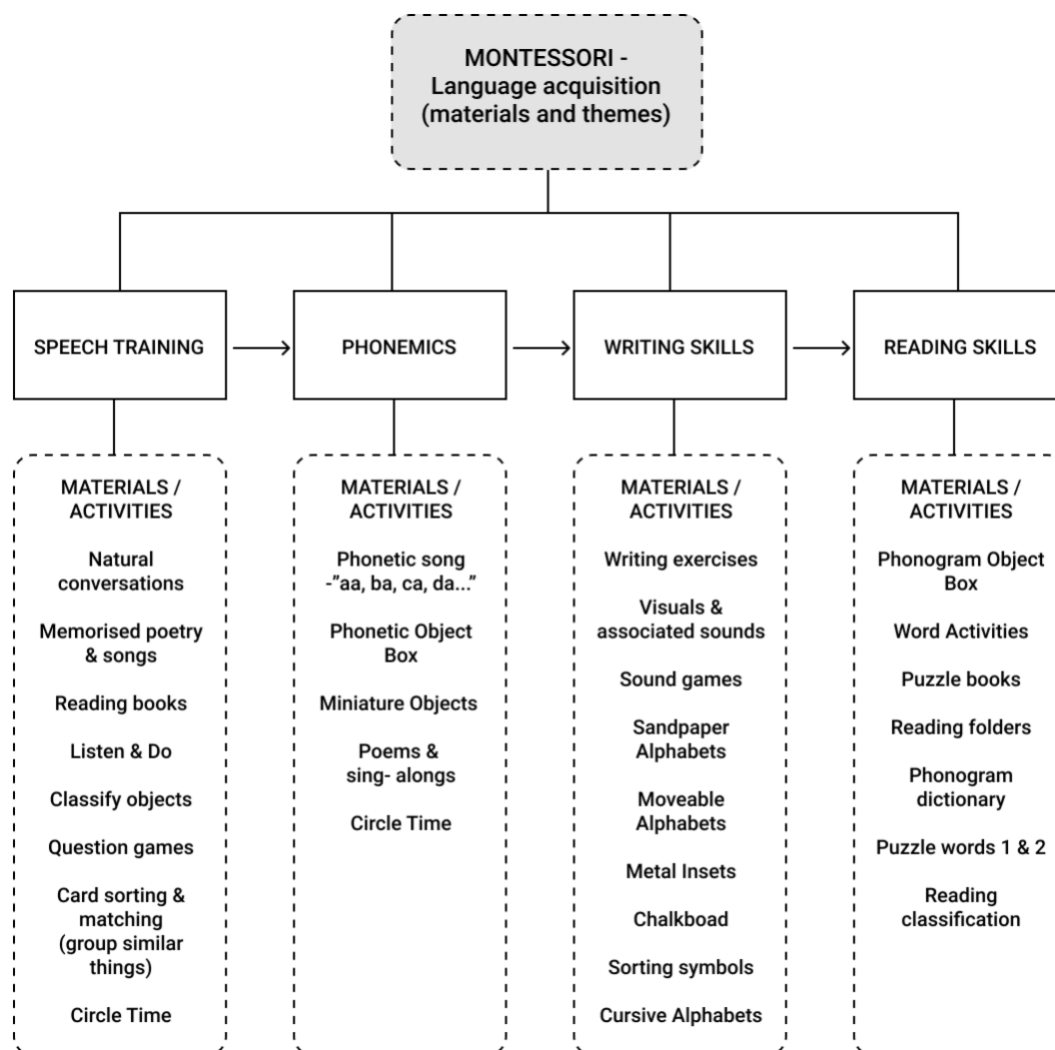 MONTESSORI -
Language acquisition
(materials and themes)
SPEECH TRAINING
PHONEMICS
WRITING SKILLS
READING SKILLS
MATERIALS /
ACTIVITIES
Natural
conversations
Memorised poetry
& songs
Reading books
Listen & Do
Classify objects
Question games
Card sorting &
matching
(group similar
things)
Circle Time
MATERIALS /
ACTIVITIES
Phonetic song
-”aa, ba, ca, da...”
Phonetic Object
Box
Miniature Objects
Poems &
sing- alongs
Circle Time
MATERIALS /
ACTIVITIES
Writing exercises
Visuals &
associated sounds
Sound games
Sandpaper
Alphabets
Moveable
Alphabets
Metal Insets
Chalkboad
Sorting symbols
Cursive Alphabets
MATERIALS /
ACTIVITIES
Phonogram Object
Box
Word Activities
Puzzle books
Reading folders
Phonogram
dictionary
Puzzle words 1 & 2
Reading
classification